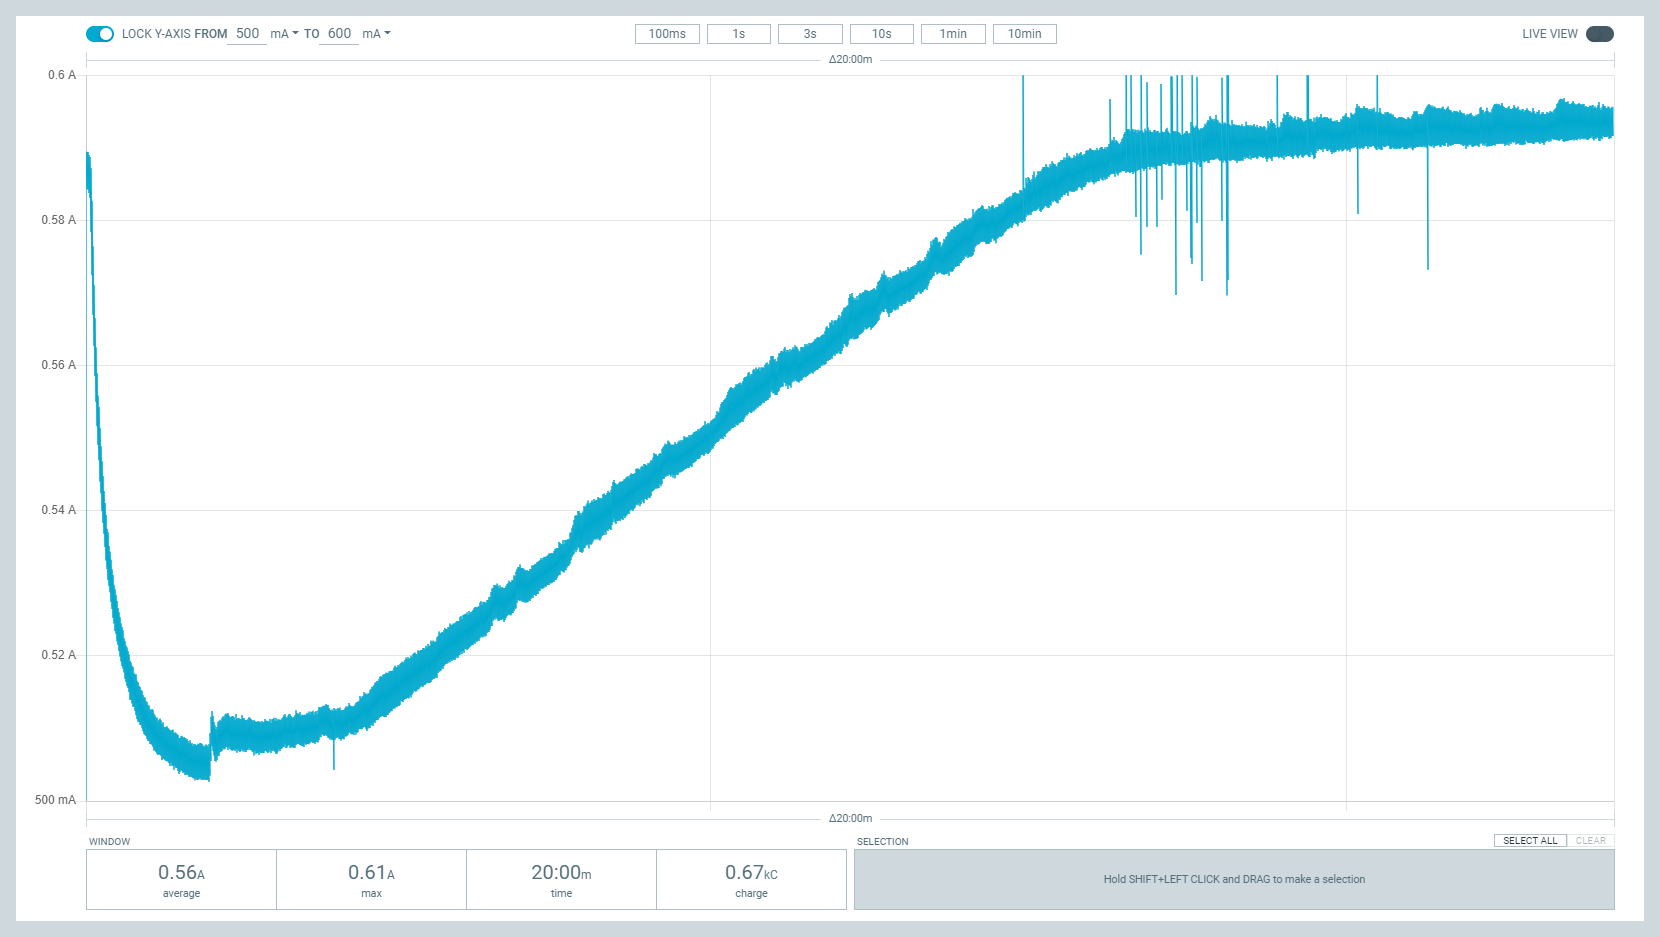 LOCK Y-AXIS FROM 500 mA TO 600 mA 100ms 1s 3s 10s 1min 10min LIVE VIEW
Δ20:00m
0.6 A
0.58 A
0.56 A
0.54 A
0.52 A
500 mA
Δ20:00m
WINDOW
0.56A 0.61A 20:00m 0.67kC
average max time charge
SELECTION SELECT ALL CLEAR
Hold SHIFT+LEFT CLICK and DRAG to make a selection